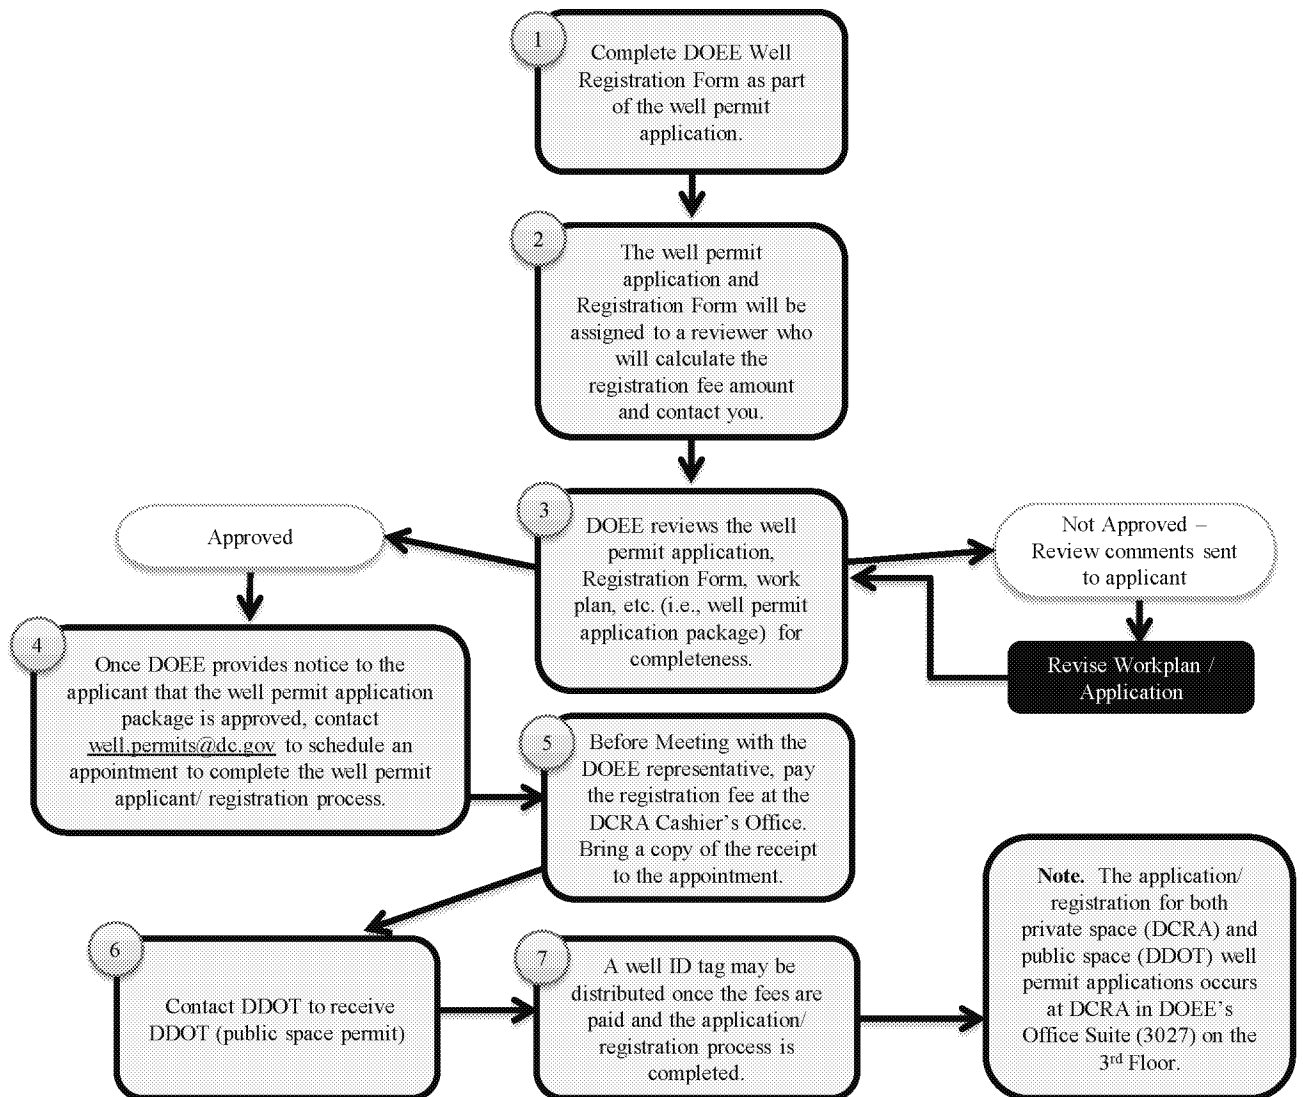 1
Complete DOEE Well
Registration Form as part
of the well permit
application.
2
The well permit
application and
Registration Form will be
assigned to a reviewer who
will calculate the
registration fee amount
and contact you.
3
DOEE reviews the well
permit application,
Registration Form, work
plan, etc. (i.e., well permit
application package) for
completeness.
Approved
Not Approved –
Review comments sent
to applicant
Revise Workplan /
Application
4
Once DOEE provides notice to the
applicant that the well permit application
package is approved, contact
well.permits@dc.gov to schedule an
appointment to complete the well permit
applicant/ registration process.
5
Before Meeting with the
DOEE representative, pay
the registration fee at the
DCRA Cashier's Office.
Bring a copy of the receipt
to the appointment.
6
Contact DDOT to receive
DDOT (public space permit)
7
A well ID tag may be
distributed once the fees are
paid and the application/
registration process is
completed.
Note. The application/
registration for both
private space (DCRA) and
public space (DDOT) well
permit applications occurs
at DCRA in DOEE's
Office Suite (3027) on the
3rd Floor.